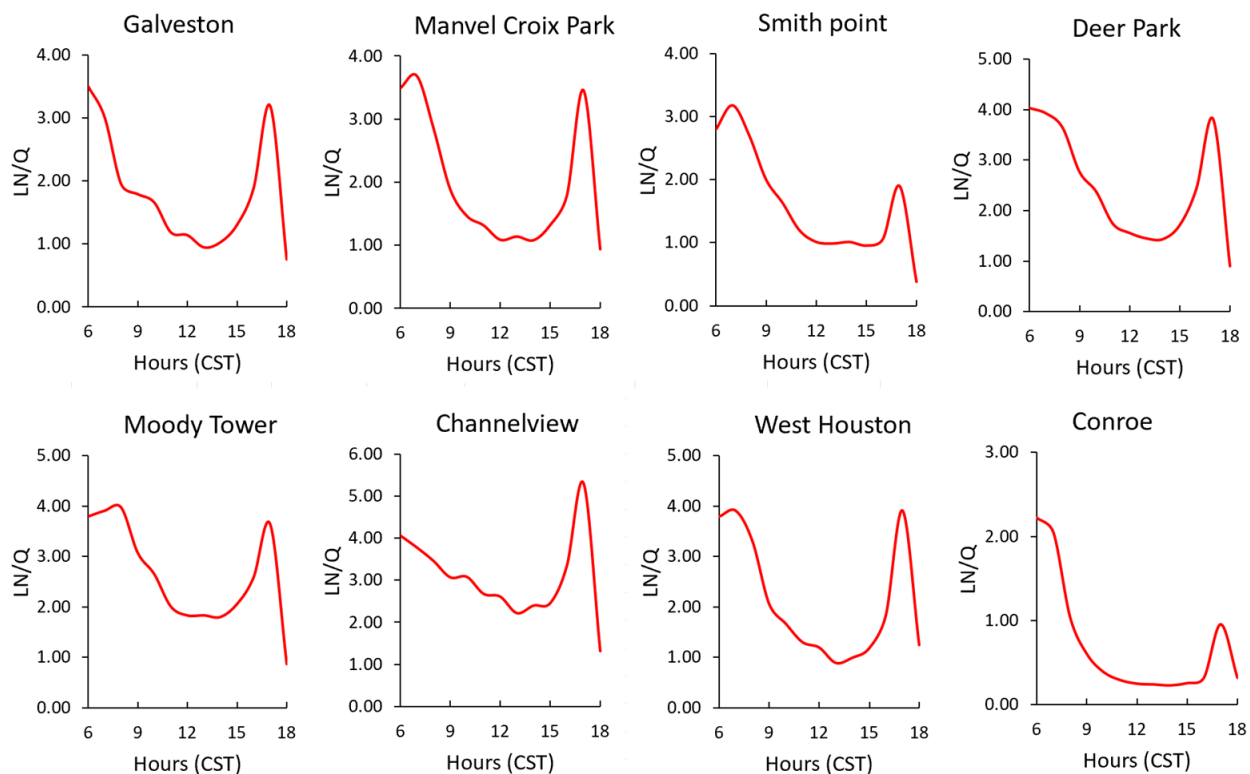 Galveston
LN/Q
4.00
3.00
2.00
1.00
0.00
6 9 12 15 18
Hours (CST)
Manvel Croix Park
LN/Q
4.00
3.00
2.00
1.00
0.00
6 9 12 15 18
Hours (CST)
Smith point
LN/Q
4.00
3.00
2.00
1.00
0.00
6 9 12 15 18
Hours (CST)
Deer Park
LN/Q
5.00
4.00
3.00
2.00
1.00
0.00
6 9 12 15 18
Hours (CST)
Moody Tower
LN/Q
5.00
4.00
3.00
2.00
1.00
0.00
6 9 12 15 18
Hours (CST)
Channelview
LN/Q
6.00
5.00
4.00
3.00
2.00
1.00
0.00
6 9 12 15 18
Hours (CST)
West Houston
LN/Q
5.00
4.00
3.00
2.00
1.00
0.00
6 9 12 15 18
Hours (CST)
Conroe
LN/Q
3.00
2.00
1.00
0.00
6 9 12 15 18
Hours (CST)